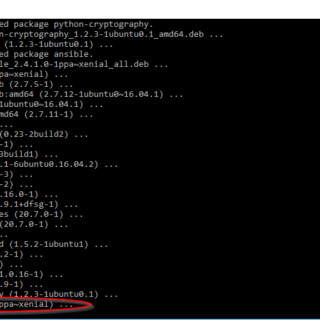 ed package python-cryptography.
n-cryptography_1.2.3-1ubuntu0.1_amd64.deb ...
(1.2.3-1ubuntu0.1) ...
ed package ansible.
le_2.4.1.0-1ppa~xenial_all.deb ...
pa~xenial) ...
b (2.7.5-1) ...
b:amd64 (2.7.12-1ubuntu0~16.04.1) ...
1ubuntu0~16.04.1) ...
md64 (2.7.11-1) ...
...
(0.23-2build2) ...
-1) ...
3build1) ...
.1-6ubuntu0.16.04.2) ...
-3) ...
-2) ...
.16.0-1) ...
.9.1+dfsg-1) ...
es (20.7.0-1) ...
(20.7.0-1) ...
..
d (1.5.2-1ubuntu1) ...
.2-1) ...
) ...
1.0.16-1) ...
.9-1) ...
y (1.2.3-1ubuntu0.1) ...
ppa~xenial) ...